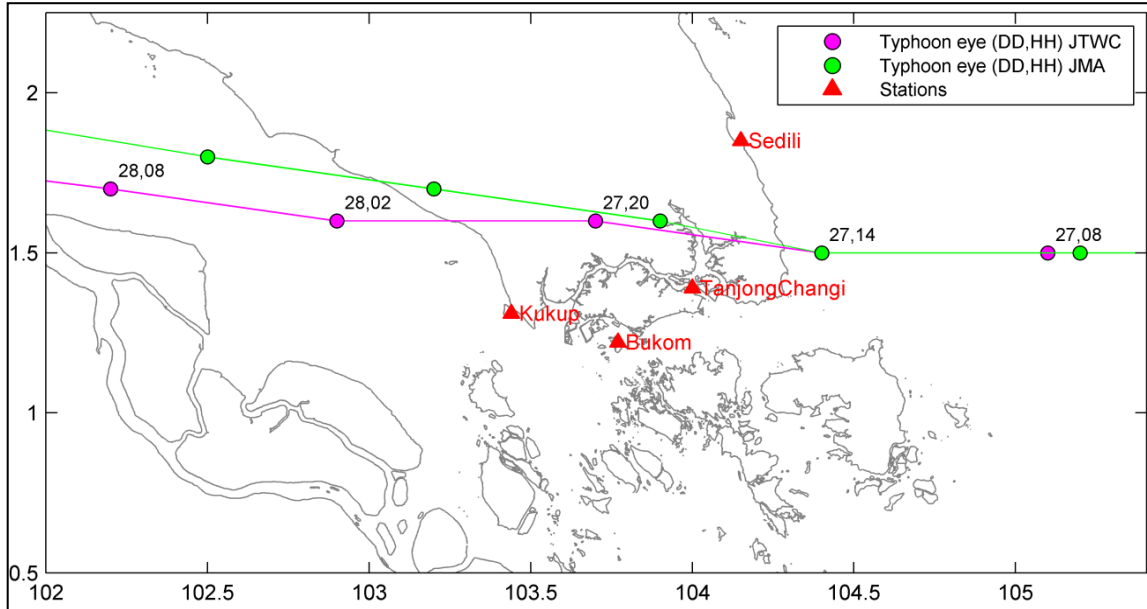 Typhoon eye (DD,HH) JTWC
Typhoon eye (DD,HH) JMA
Stations
2
Sedili
28,08
28,02
27,20
27,14
27,08
1.5
TanjongChangi
Kukup
Bukom
1
0.5
102
102.5
103
103.5
104
104.5
105